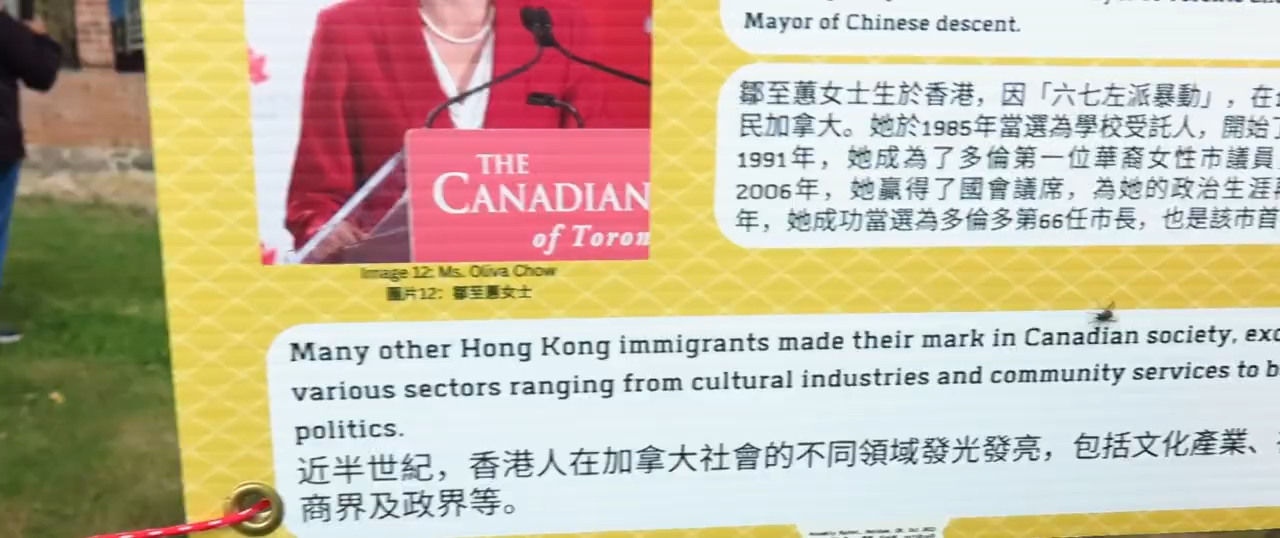 Mayor of Chinese descent.
鄒至蕙女士生於香港，因「六七左派暴動」，在
民加拿大。她於1985年當選為學校受託人，開始
1991年，她成為了多倫第一位華裔女性市議員
2006年，她贏得了國會議席，為她的政治生涯
年，她成功當選為多倫多第66任市長，也是該市首
THE
CANADIAN
of Toron
Image 12: Ms. Oliva Chow
圖片12：鄒至蕙女士
Many other Hong Kong immigrants made their mark in Canadian society, exc
various sectors ranging from cultural industries and community services to b
politics.
近半世紀，香港人在加拿大社會的不同領域發光發亮，包括文化產業、
商界及政界等。